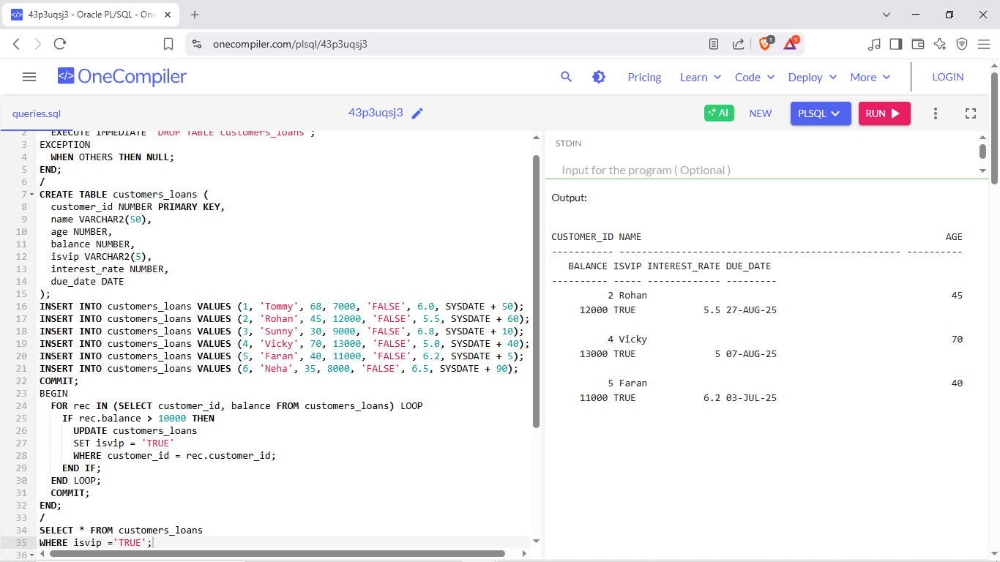 43p3uqsj3 - Oracle PL/SQL - One
onecompiler.com/plsql/43p3uqsj3
1
1
</> OneCompiler
Pricing
Learn
Code
Deploy
More
LOGIN
queries.sql
43p3uqsj3
AI
NEW
PLSQL
RUN
2 EXECUTE IMMEDIATE 'DROP TABLE customers_loans';
3 EXCEPTION
4 WHEN OTHERS THEN NULL;
5 END;
6 /
7 CREATE TABLE customers_loans (
8 customer_id NUMBER PRIMARY KEY,
9 name VARCHAR2(50),
10 age NUMBER,
11 balance NUMBER,
12 isvip VARCHAR2(5),
13 interest_rate NUMBER,
14 due_date DATE
15 );
16 INSERT INTO customers_loans VALUES (1, 'Tommy', 68, 7000, 'FALSE', 6.0, SYSDATE + 50);
17 INSERT INTO customers_loans VALUES (2, 'Rohan', 45, 12000, 'FALSE', 5.5, SYSDATE + 60);
18 INSERT INTO customers_loans VALUES (3, 'Sunny', 30, 9000, 'FALSE', 6.8, SYSDATE + 10);
19 INSERT INTO customers_loans VALUES (4, 'Vicky', 70, 13000, 'FALSE', 5.0, SYSDATE + 40);
20 INSERT INTO customers_loans VALUES (5, 'Faran', 40, 11000, 'FALSE', 6.2, SYSDATE + 5);
21 INSERT INTO customers_loans VALUES (6, 'Neha', 35, 8000, 'FALSE', 6.5, SYSDATE + 90);
22 COMMIT;
23 BEGIN
24 FOR rec IN (SELECT customer_id, balance FROM customers_loans) LOOP
25 IF rec.balance > 10000 THEN
26 UPDATE customers_loans
27 SET isvip = 'TRUE'
28 WHERE customer_id = rec.customer_id;
29 END IF;
30 END LOOP;
31 COMMIT;
32 END;
33 /
34 SELECT * FROM customers_loans
35 WHERE isvip ='TRUE';
36
STDIN
Input for the program ( Optional )
Output:
CUSTOMER_ID NAME AGE
----------- -------------------------------------------------- ----------
BALANCE ISVIP INTEREST_RATE DUE_DATE
---------- ----- ------------- ---------
2 Rohan 45
12000 TRUE 5.5 27-AUG-25
4 Vicky 70
13000 TRUE 5 07-AUG-25
5 Faran 40
11000 TRUE 6.2 03-JUL-25